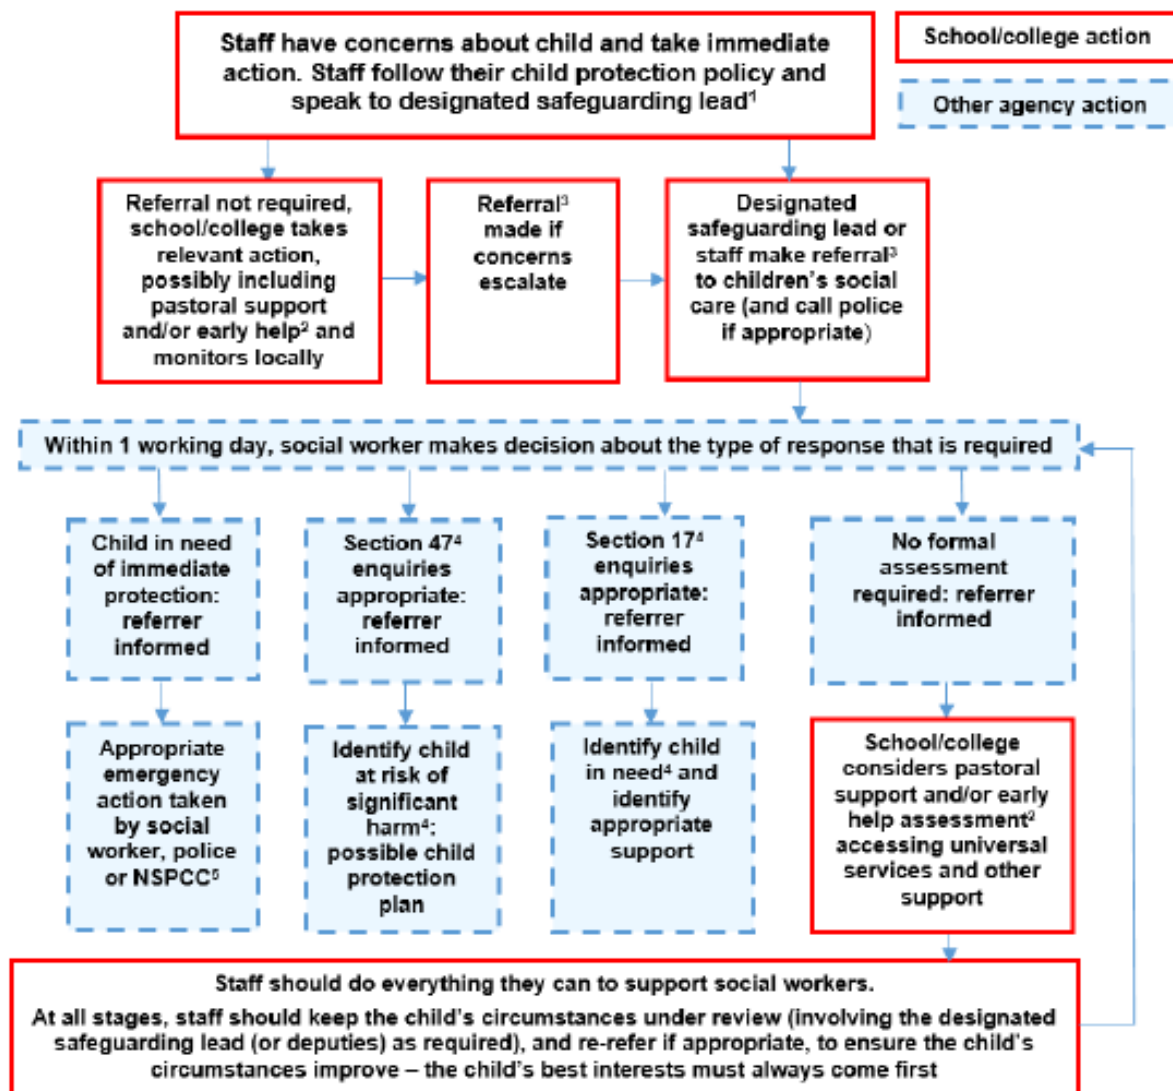 Staff have concerns about child and take immediate
action. Staff follow their child protection policy and
speak to designated safeguarding lead¹
School/college action
Other agency action
Referral not required,
school/college takes
relevant action,
possibly including
pastoral support
and/or early help² and
monitors locally
Referral³
made if
concerns
escalate
Designated
safeguarding lead or
staff make referral³
to children's social
care (and call police
if appropriate)
Within 1 working day, social worker makes decision about the type of response that is required
Child in need
of immediate
protection:
referrer
informed
Section 47⁴
enquiries
appropriate:
referrer
informed
Section 17⁴
enquiries
appropriate:
referrer
informed
No formal
assessment
required: referrer
informed
Appropriate
emergency
action taken
by social
worker, police
or NSPCC⁵
Identify child
at risk of
significant
harm⁴:
possible child
protection
plan
Identify child
in need⁴ and
identify
appropriate
support
School/college
considers pastoral
support and/or early
help assessment²
accessing universal
services and other
support
Staff should do everything they can to support social workers.
At all stages, staff should keep the child's circumstances under review (involving the designated
safeguarding lead (or deputies) as required), and re-refer if appropriate, to ensure the child's
circumstances improve – the child's best interests must always come first